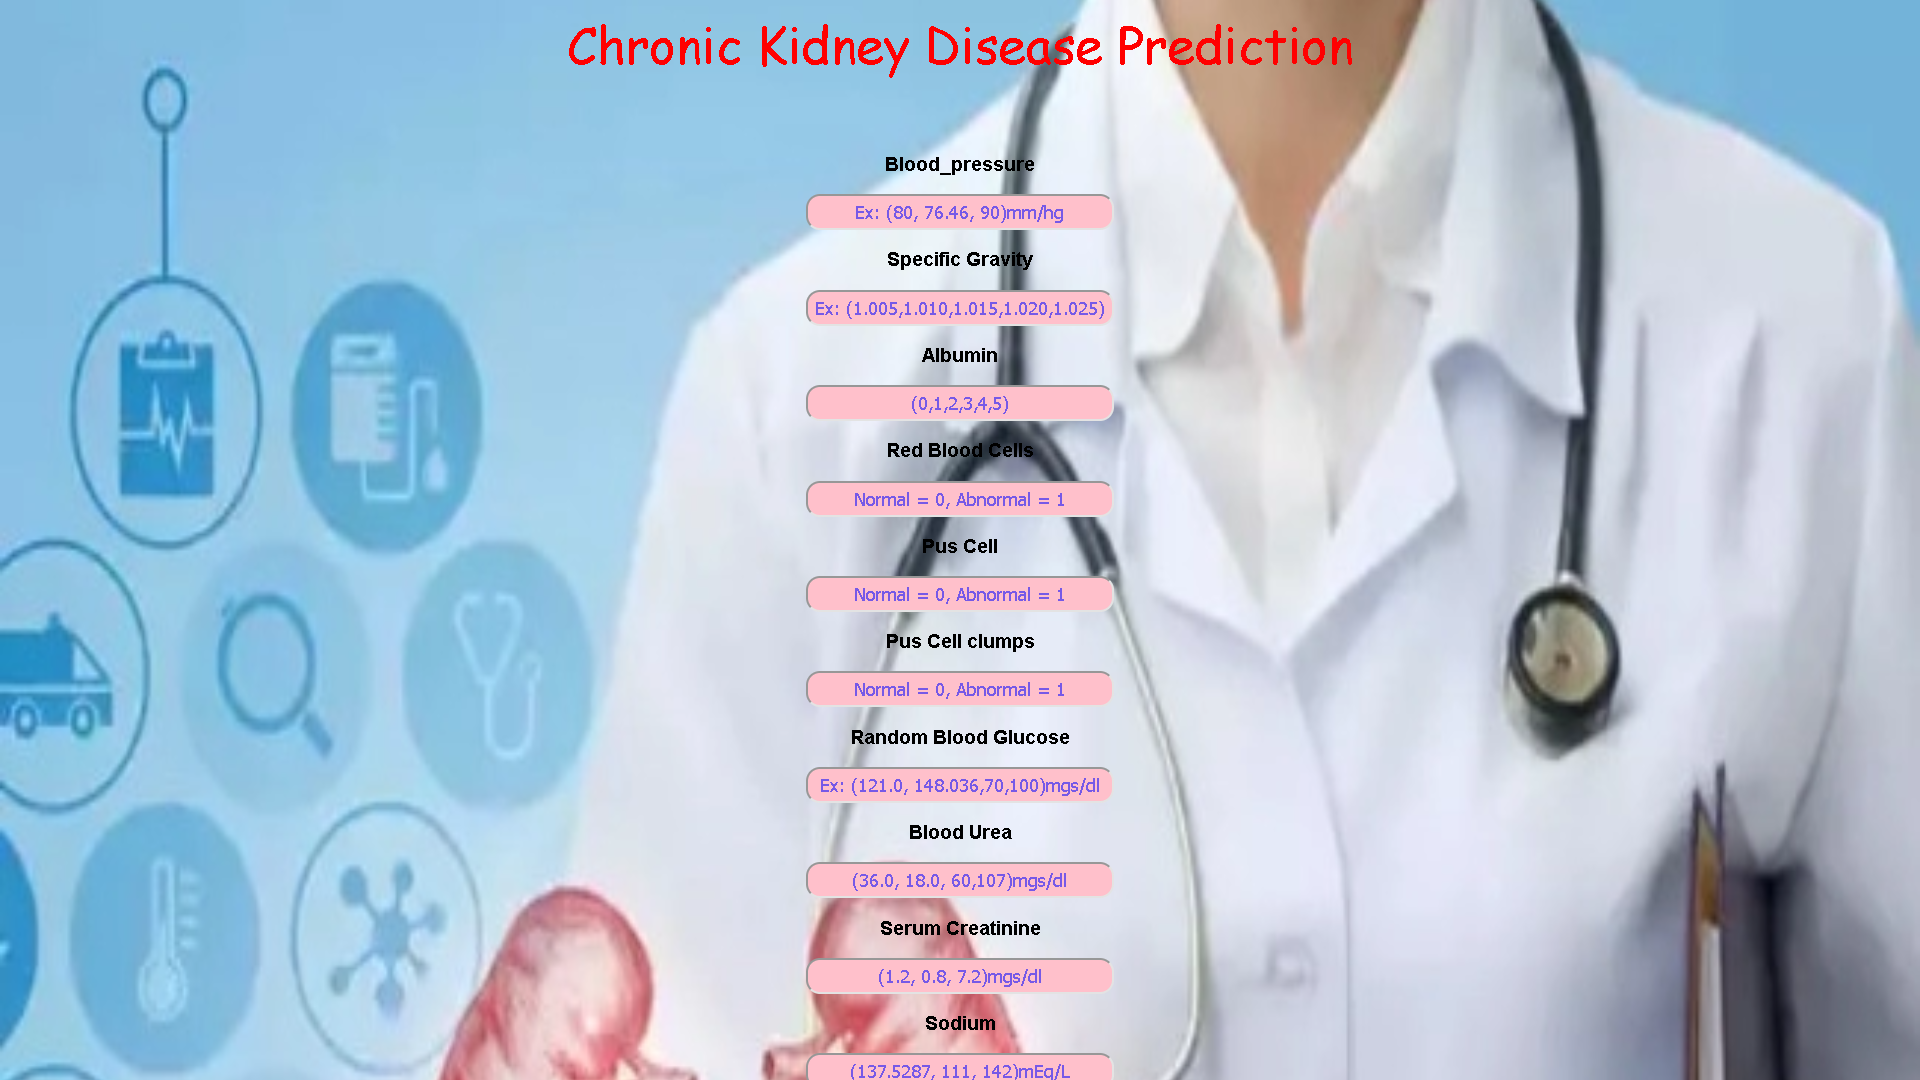 Chronic Kidney Disease Prediction
Blood_pressure
Ex: (80, 76.46, 90)mm/hg
Specific Gravity
Ex: (1.005,1.010,1.015,1.020,1.025)
Albumin
(0,1,2,3,4,5)
Red Blood Cells
Normal = 0, Abnormal = 1
Pus Cell
Normal = 0, Abnormal = 1
Pus Cell clumps
Normal = 0, Abnormal = 1
Random Blood Glucose
Ex: (121.0, 148.036,70,100)mgs/dl
Blood Urea
(36.0, 18.0, 60,107)mgs/dl
Serum Creatinine
(1.2, 0.8, 7.2)mgs/dl
Sodium
(137.5287, 111, 142)mEq/L